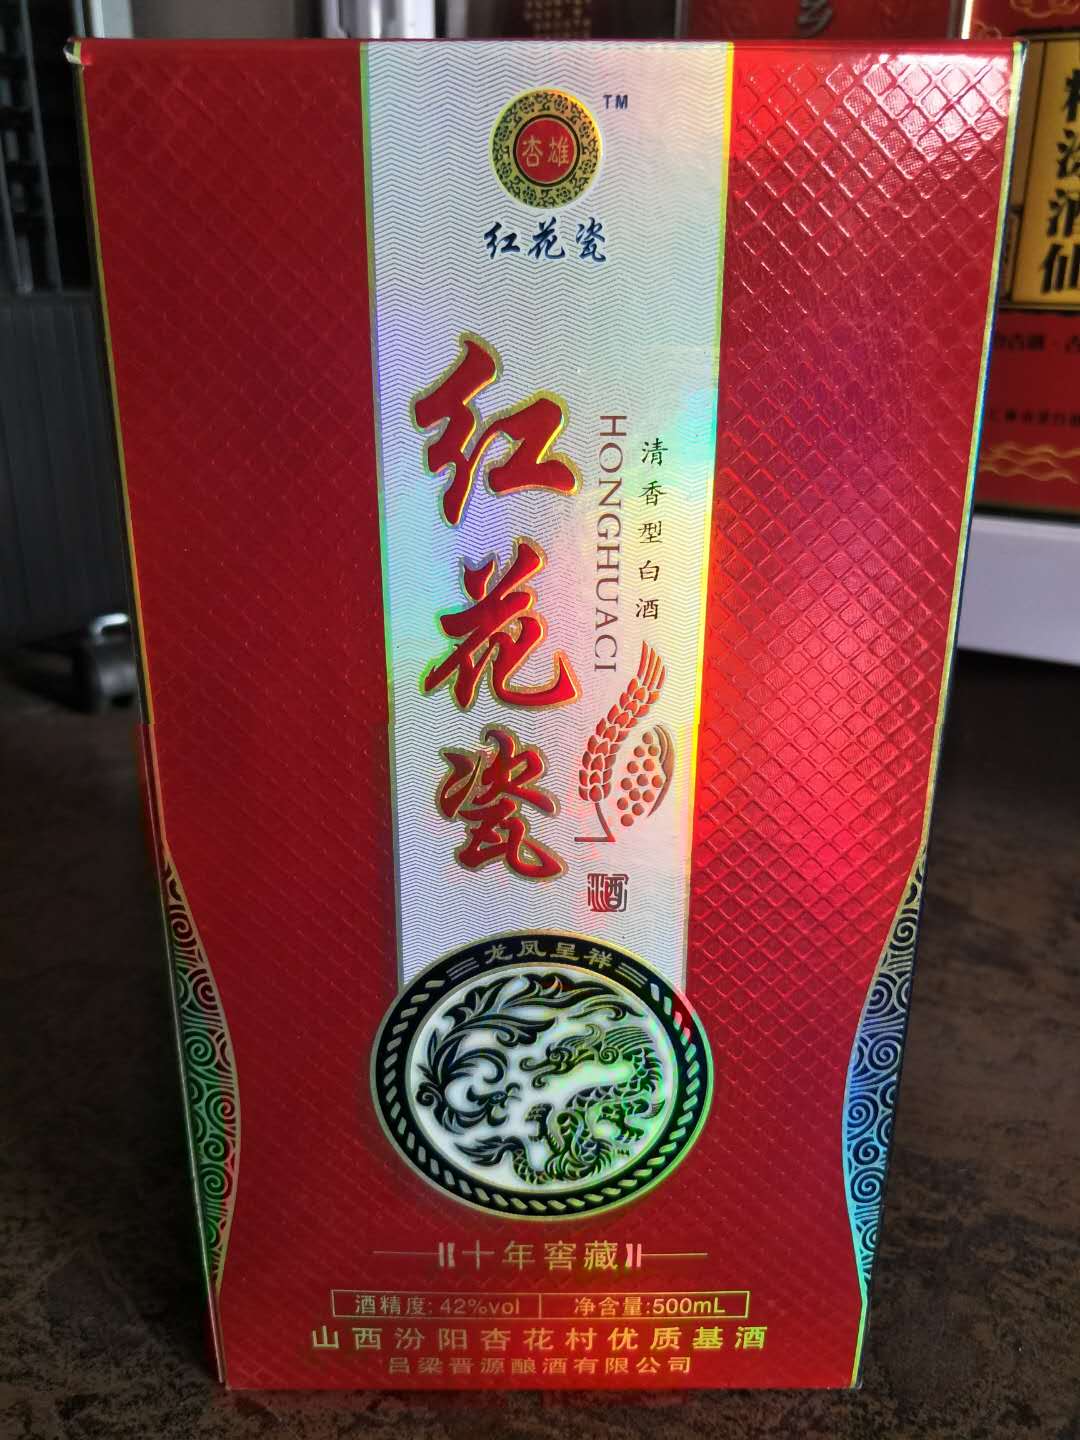 杏雄
TM
红花瓷
红花瓷
HONGHUACI
清香型白酒
酒
龙凤呈祥
十年窖藏
酒精度: 42%vol 净含量:500mL
山西汾阳杏花村优质基酒
吕梁晋源酿酒有限公司
酒仙